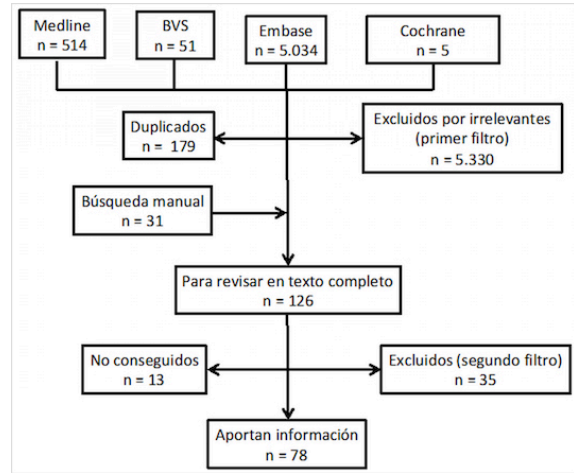 Medline
n = 514
BVS
n = 51
Embase
n = 5.034
Cochrane
n = 5
Duplicados
n = 179
Excluidos por irrelevantes
(primer filtro)
n = 5.330
Búsqueda manual
n = 31
Para revisar en texto completo
n = 126
No conseguidos
n = 13
Excluidos (segundo filtro)
n = 35
Aportan información
n = 78